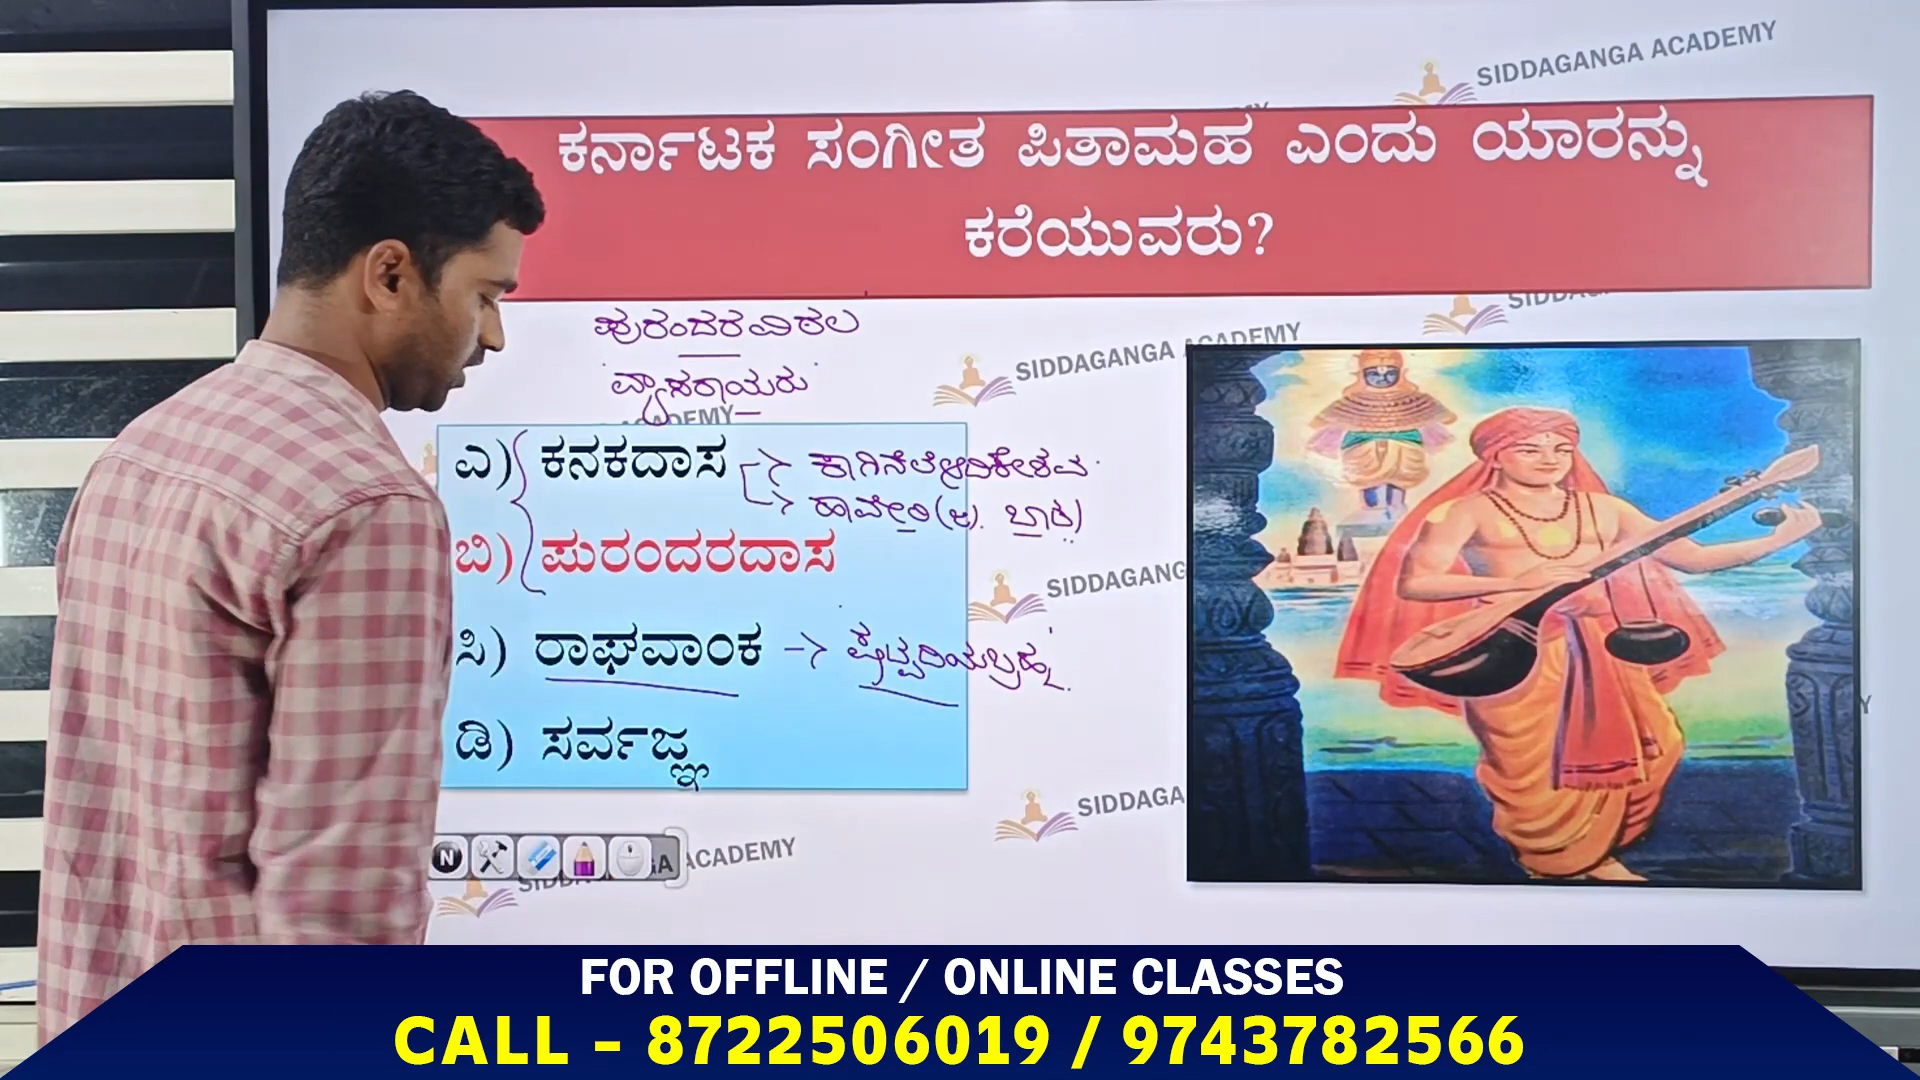 SIDDAGANGA ACADEMY
ಕರ್ನಾಟಕ ಸಂಗೀತ ಪಿತಾಮಹ ಎಂದು ಯಾರನ್ನು
ಕರೆಯುವರು?
ಪುರಂದರವಿಠಲ
SIDDAGANGA ACADEMY
ವ್ಯಾಸರಾಯರು
ಎ) ಕನಕದಾಸ -> ಕಾಗಿನೆಲೆಆದಿಕೇಶವ
-> ಹಾವೇರಿ(ಜಿ). ಬಾಡ)
ಬಿ) ಪುರಂದರದಾಸ
SIDDAGANG
ಸಿ) ರಾಘವಾಂಕ ->
ಡಿ) ಸರ್ವಜ್ಞ
SIDDAGA
ACADEMY
FOR OFFLINE / ONLINE CLASSES
CALL – 8722506019 / 9743782566